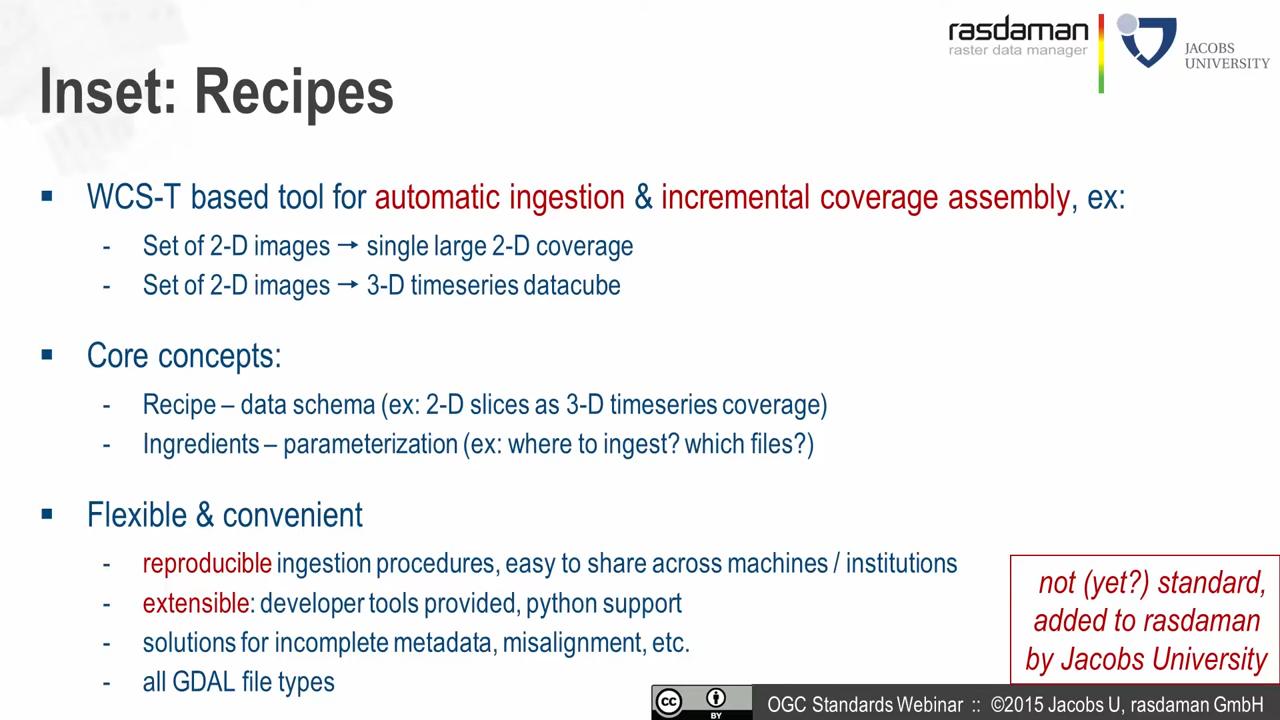 rasdaman
raster data manager
JACOBS
UNIVERSITY
Inset: Recipes
▪ WCS-T based tool for automatic ingestion & incremental coverage assembly, ex:
- Set of 2-D images → single large 2-D coverage
- Set of 2-D images → 3-D timeseries datacube
▪ Core concepts:
- Recipe – data schema (ex: 2-D slices as 3-D timeseries coverage)
- Ingredients – parameterization (ex: where to ingest? which files?)
▪ Flexible & convenient
- reproducible ingestion procedures, easy to share across machines / institutions
- extensible: developer tools provided, python support
- solutions for incomplete metadata, misalignment, etc.
- all GDAL file types
not (yet?) standard,
added to rasdaman
by Jacobs University
cc BY OGC Standards Webinar :: ©2015 Jacobs U, rasdaman GmbH